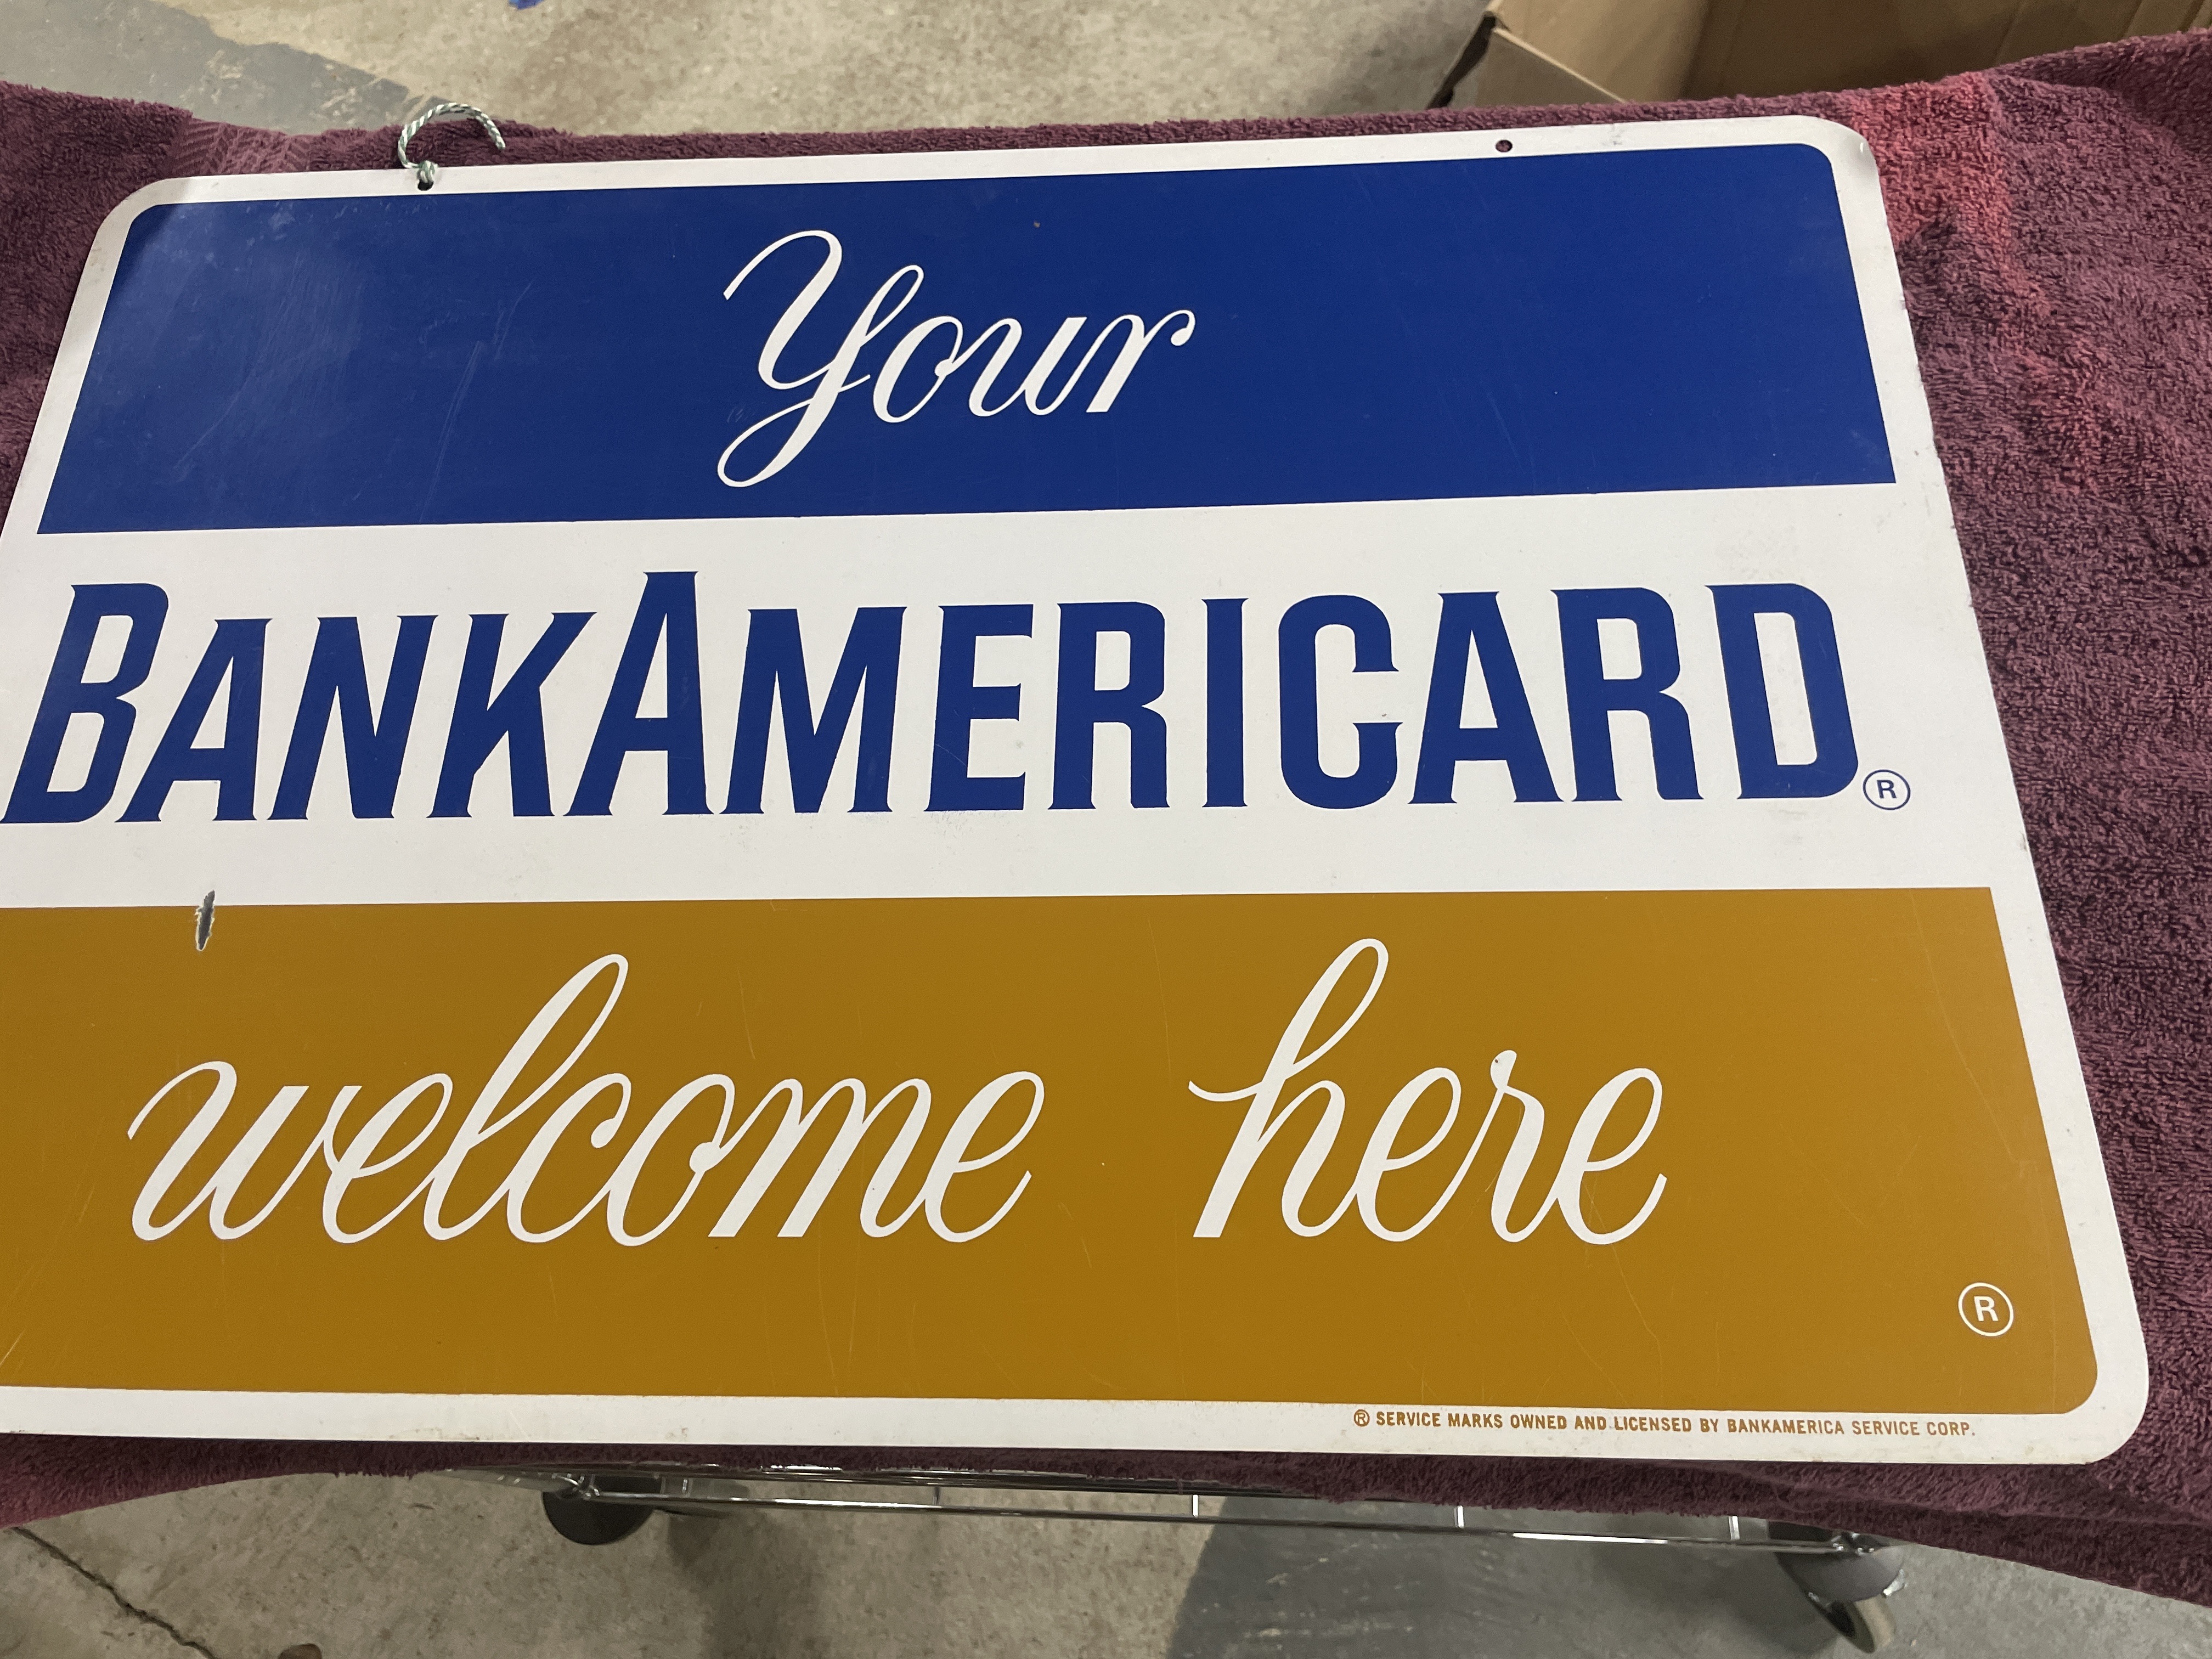 Your
BANKAMERICARD®
welcome here
®
® SERVICE MARKS OWNED AND LICENSED BY BANKAMERICA SERVICE CORP.